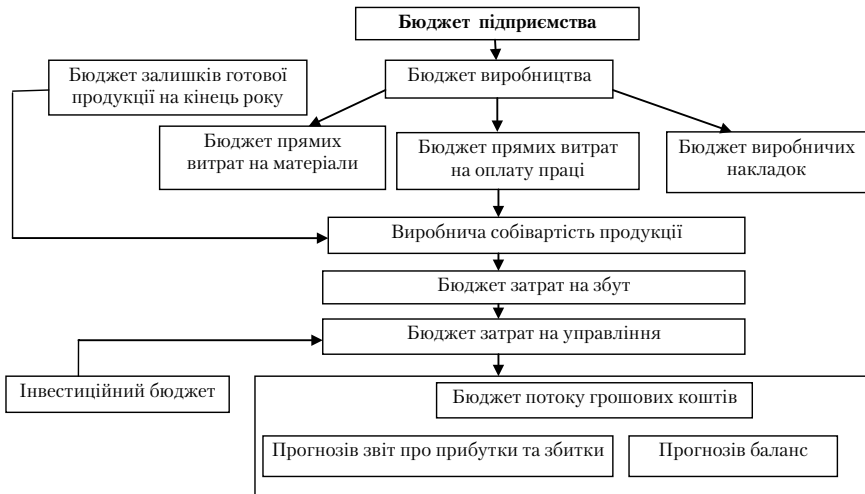 Бюджет підприємства
Бюджет залишків готової
продукції на кінець року
Бюджет виробництва
Бюджет прямих
витрат на матеріали
Бюджет прямих витрат
на оплату праці
Бюджет виробничих
накладок
Виробнича собівартість продукції
Бюджет затрат на збут
Бюджет затрат на управління
Інвестиційний бюджет
Бюджет потоку грошових коштів
Прогнозів звіт про прибутки та збитки
Прогнозів баланс